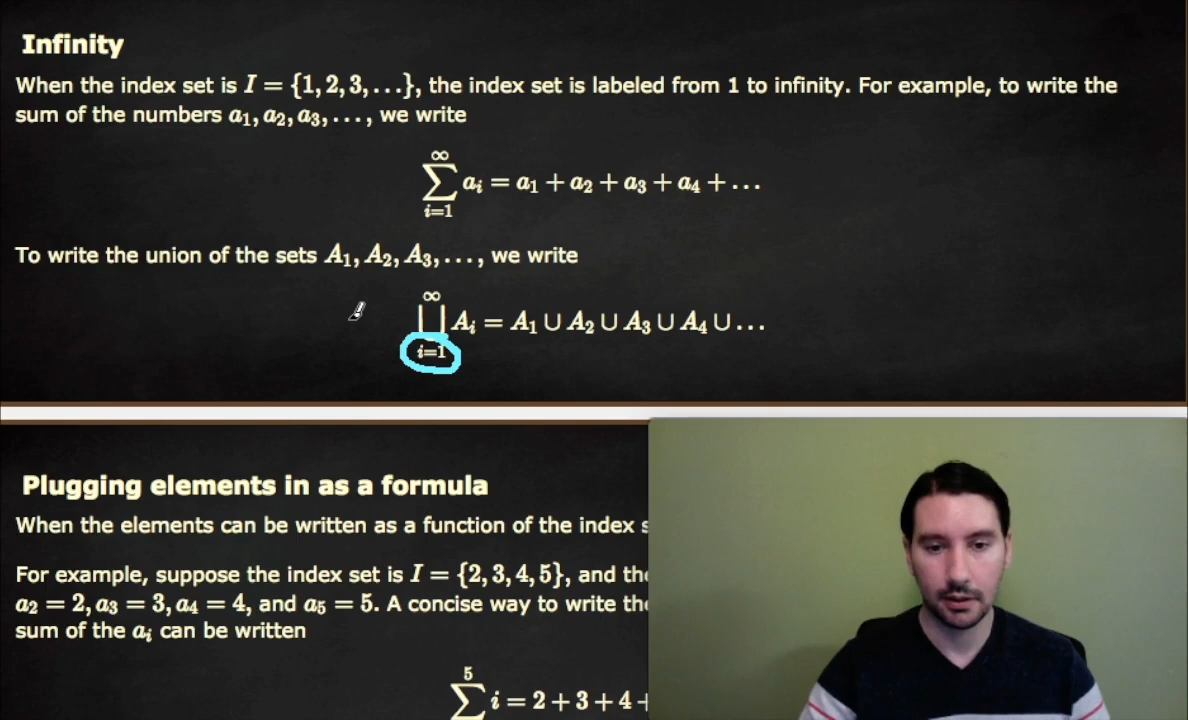 Infinity
When the index set is I = {1, 2, 3, ...}, the index set is labeled from 1 to infinity. For example, to write the
sum of the numbers a₁, a₂, a₃, ..., we write
∞
∑ aᵢ = a₁ + a₂ + a₃ + a₄ + ...
i=1
To write the union of the sets A₁, A₂, A₃, ..., we write
∞
⋃ Aᵢ = A₁ ∪ A₂ ∪ A₃ ∪ A₄ ∪ ...
i=1
Plugging elements in as a formula
When the elements can be written as a function of the index
For example, suppose the index set is I = {2, 3, 4, 5}, and
a₂ = 2, a₃ = 3, a₄ = 4, and a₅ = 5. A concise way to write
sum of the aᵢ can be written
5
∑ i = 2 + 3 + 4 +